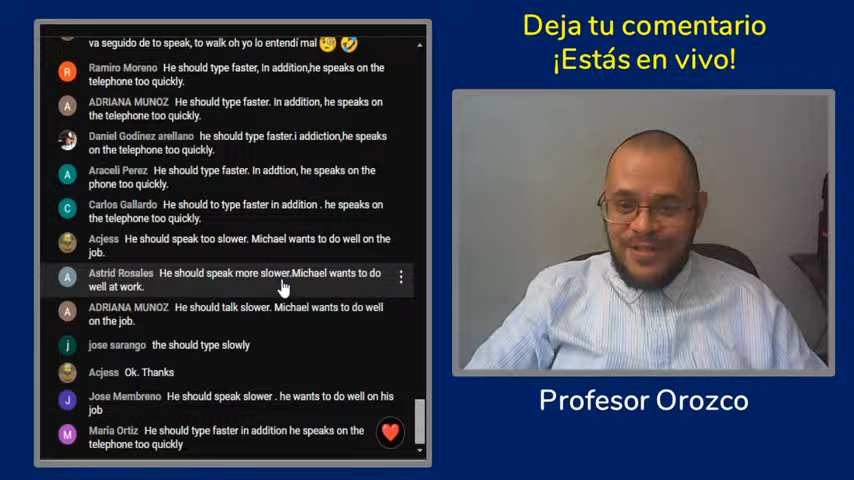 Deja tu comentario
¡Estás en vivo!
va seguido de to speak, to walk oh yo lo entendí mal
R Ramiro Moreno He should type faster, In addition,he speaks on the
telephone too quickly.
A ADRIANA MUNOZ He should type faster. In addition, he speaks
on the telephone too quickly.
Daniel Godínez arellano he should type faster.i addiction,he speaks
on the telephone too quickly.
A Araceli Perez He should type faster. In addtion, he speaks on the
phone too quickly.
C Carlos Gallardo He should to type faster in addition . he speaks on
the telephone too quickly.
Acjess He should speak too slower. Michael wants to do well on the
job.
A Astrid Rosales He should speak more slower.Michael wants to do
well at work.
A ADRIANA MUNOZ He should talk slower. Michael wants to do well
on the job.
j jose sarango the should type slowly
Acjess Ok. Thanks
J Jose Membreno He should speak slower . he wants to do well on his
job
M Maria Ortiz He should type faster in addition he speaks on the
telephone too quickly
Profesor Orozco